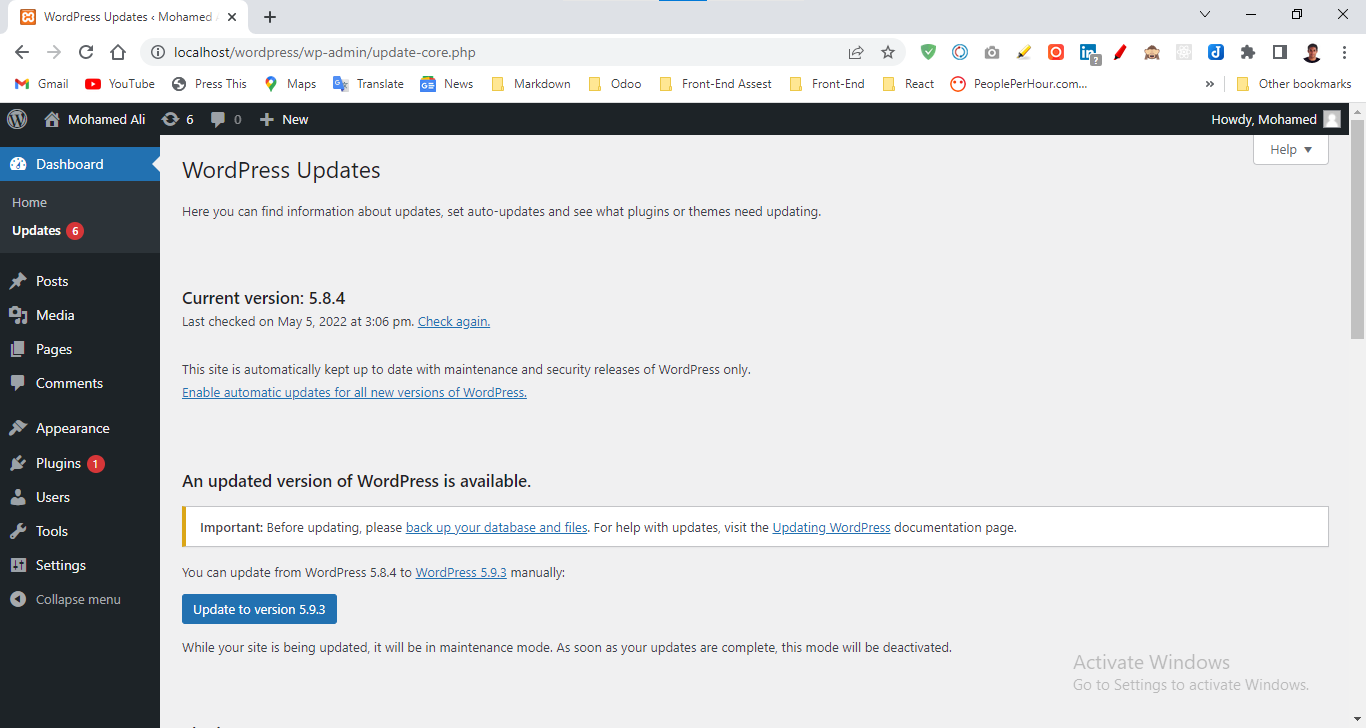 WordPress Updates ‹ Mohamed A
localhost/wordpress/wp-admin/update-core.php
Gmail YouTube Press This Maps Translate News Markdown Odoo Front-End Assest Front-End React PeoplePerHour.com... » Other bookmarks
Mohamed Ali 6 0 New Howdy, Mohamed
Help
Dashboard
Home
Updates 6
Posts
Media
Pages
Comments
Appearance
Plugins 1
Users
Tools
Settings
Collapse menu
WordPress Updates
Here you can find information about updates, set auto-updates and see what plugins or themes need updating.
Current version: 5.8.4
Last checked on May 5, 2022 at 3:06 pm. Check again.
This site is automatically kept up to date with maintenance and security releases of WordPress only.
Enable automatic updates for all new versions of WordPress.
An updated version of WordPress is available.
Important: Before updating, please back up your database and files. For help with updates, visit the Updating WordPress documentation page.
You can update from WordPress 5.8.4 to WordPress 5.9.3 manually:
Update to version 5.9.3
While your site is being updated, it will be in maintenance mode. As soon as your updates are complete, this mode will be deactivated.
Activate Windows
Go to Settings to activate Windows.